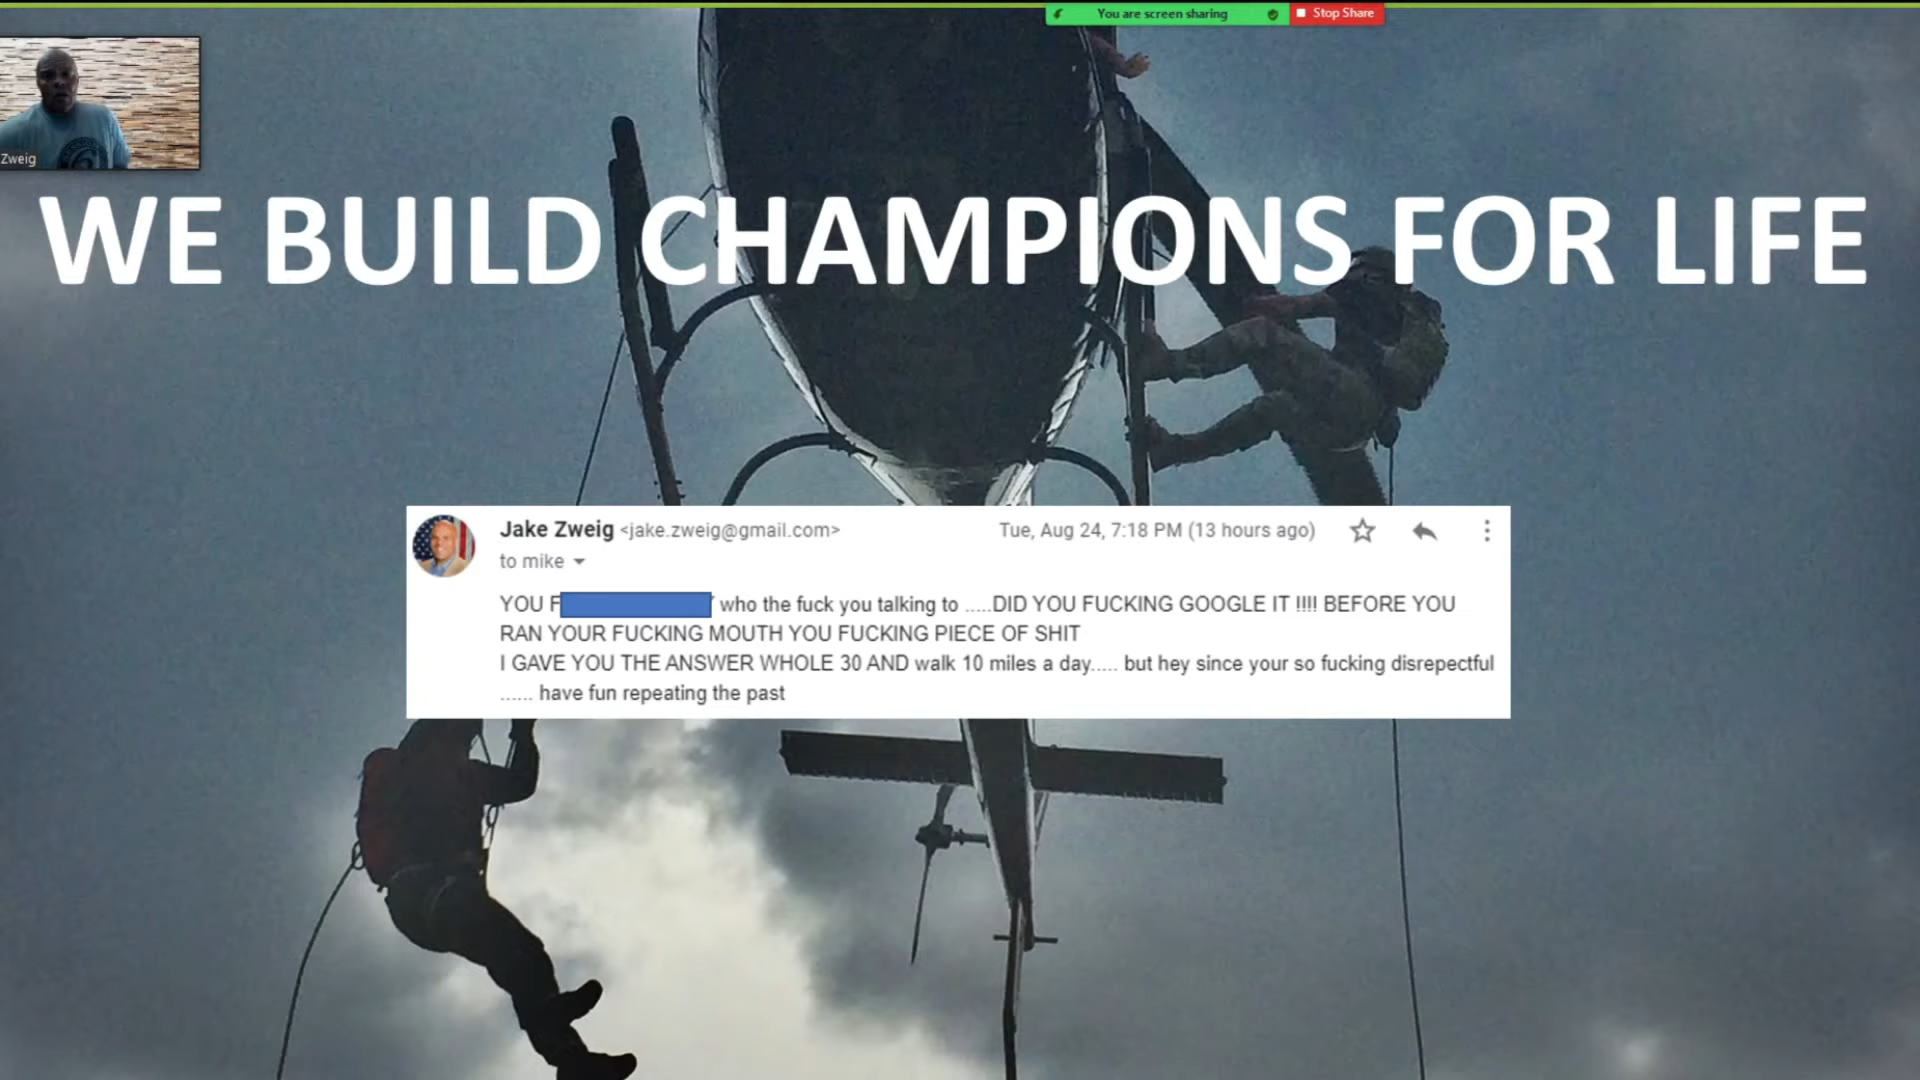 You are screen sharing
Stop Share
Zweig
WE BUILD CHAMPIONS FOR LIFE
Jake Zweig <jake.zweig@gmail.com> Tue, Aug 24, 7:18 PM (13 hours ago)
to mike
YOU F who the fuck you talking to .....DID YOU FUCKING GOOGLE IT !!!! BEFORE YOU
RAN YOUR FUCKING MOUTH YOU FUCKING PIECE OF SHIT
I GAVE YOU THE ANSWER WHOLE 30 AND walk 10 miles a day..... but hey since your so fucking disrepectful
...... have fun repeating the past